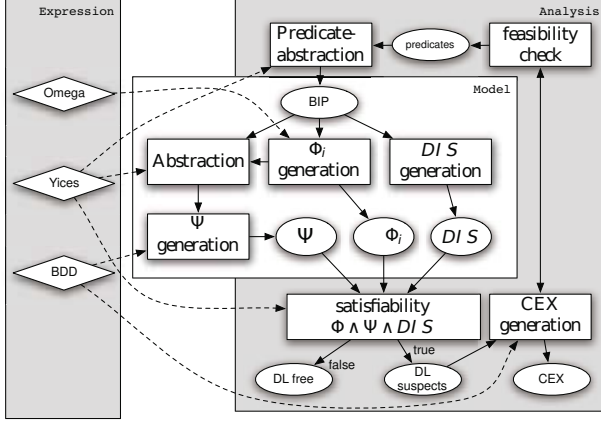 Expression
Analysis
Predicate-
abstraction
predicates
feasibility
check
Omega
BIP
Model
Abstraction
Φi
generation
DIS
generation
Yices
Ψ
generation
Ψ
Φi
DIS
BDD
satisfiability
Φ ∧ Ψ ∧ DIS
CEX
generation
false
true
DL free
DL
suspects
CEX